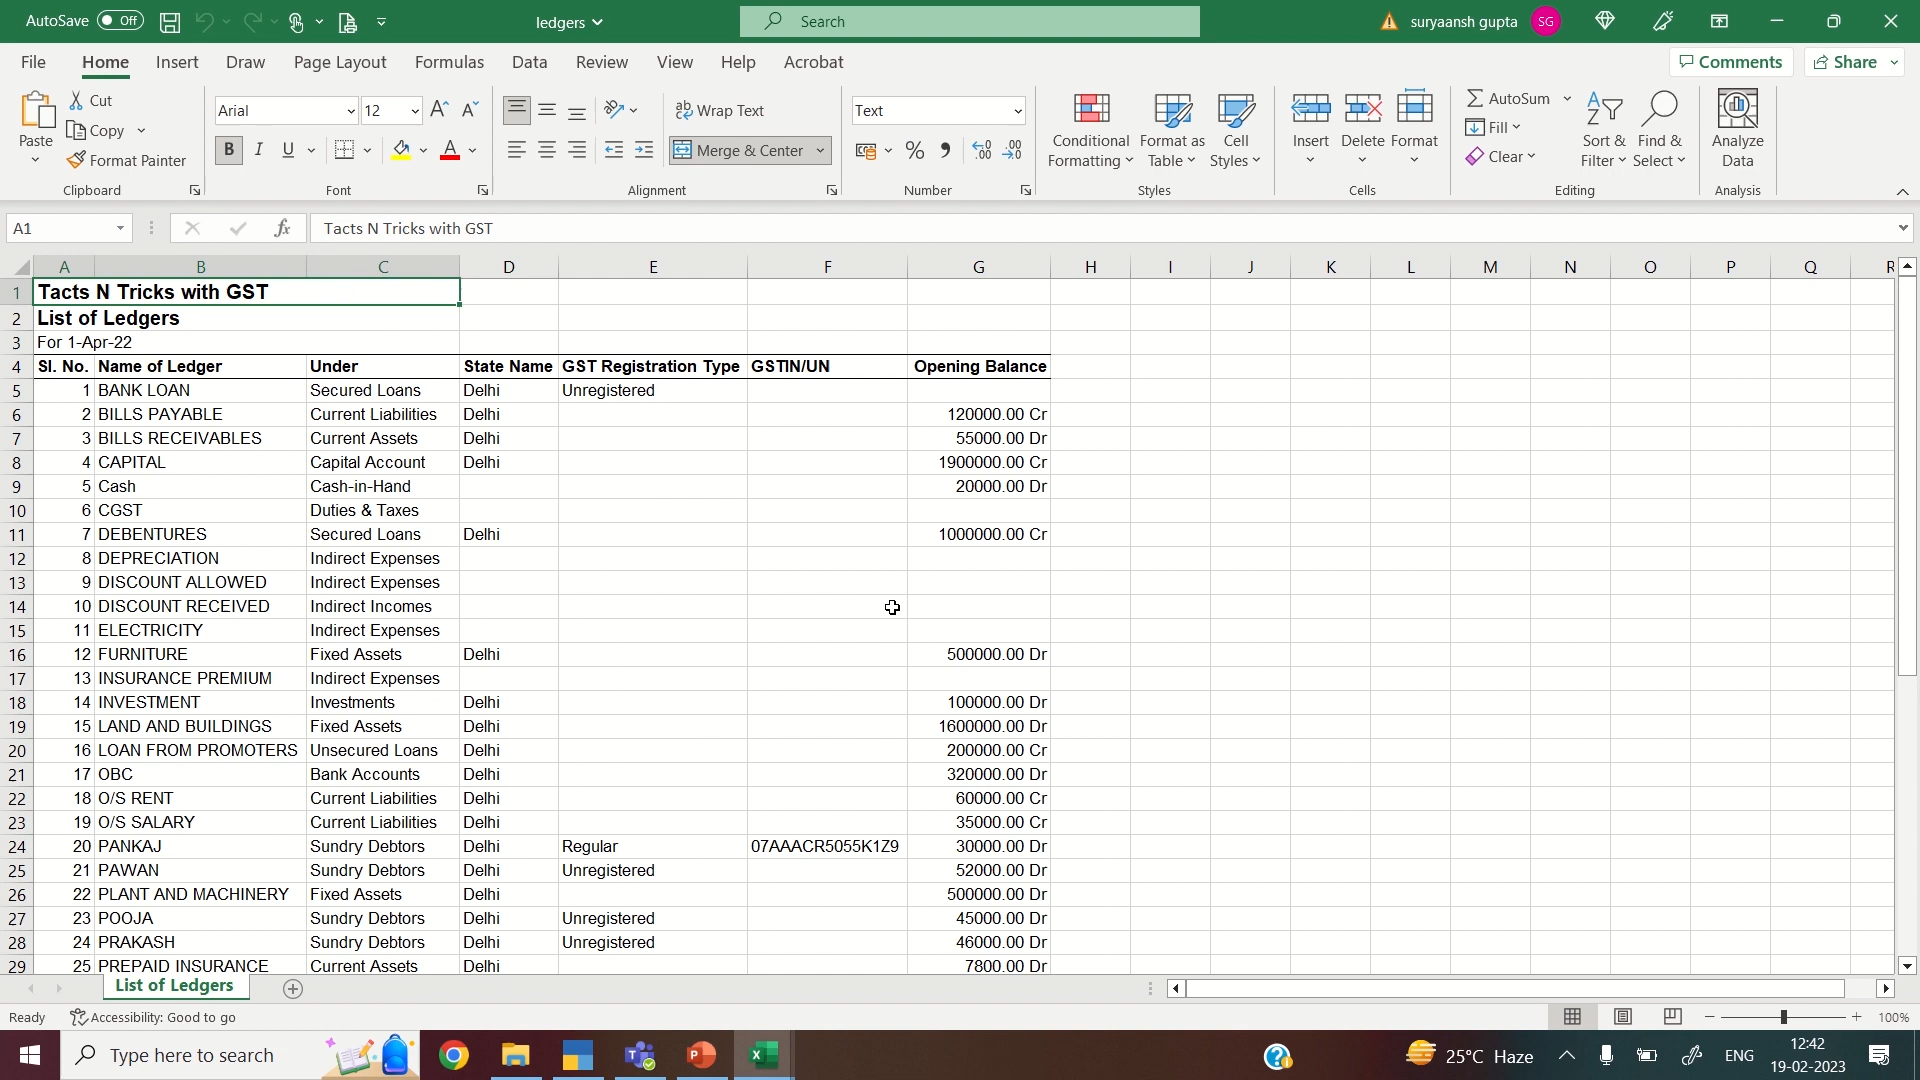 AutoSave Off ledgers Search suryaansh gupta SG
File Home Insert Draw Page Layout Formulas Data Review View Help Acrobat Comments Share
Paste Cut Copy Format Painter Clipboard
Arial 12 B I U A A Font
ab Wrap Text Merge & Center Alignment
Text % Number
Conditional Formatting Format as Table Cell Styles Styles
Insert Delete Format Cells
AutoSum Fill Clear Sort & Filter Find & Select Editing
Analyze Data Analysis
A1 fx Tacts N Tricks with GST
A B C D E F G H I J K L M N O P Q R
1 Tacts N Tricks with GST
2 List of Ledgers
3 For 1-Apr-22
4 Sl. No. Name of Ledger Under State Name GST Registration Type GSTIN/UN Opening Balance
5 1 BANK LOAN Secured Loans Delhi Unregistered
6 2 BILLS PAYABLE Current Liabilities Delhi 120000.00 Cr
7 3 BILLS RECEIVABLES Current Assets Delhi 55000.00 Dr
8 4 CAPITAL Capital Account Delhi 1900000.00 Cr
9 5 Cash Cash-in-Hand 20000.00 Dr
10 6 CGST Duties & Taxes
11 7 DEBENTURES Secured Loans Delhi 1000000.00 Cr
12 8 DEPRECIATION Indirect Expenses
13 9 DISCOUNT ALLOWED Indirect Expenses
14 10 DISCOUNT RECEIVED Indirect Incomes
15 11 ELECTRICITY Indirect Expenses
16 12 FURNITURE Fixed Assets Delhi 500000.00 Dr
17 13 INSURANCE PREMIUM Indirect Expenses
18 14 INVESTMENT Investments Delhi 100000.00 Dr
19 15 LAND AND BUILDINGS Fixed Assets Delhi 1600000.00 Dr
20 16 LOAN FROM PROMOTERS Unsecured Loans Delhi 200000.00 Cr
21 17 OBC Bank Accounts Delhi 320000.00 Dr
22 18 O/S RENT Current Liabilities Delhi 60000.00 Cr
23 19 O/S SALARY Current Liabilities Delhi 35000.00 Cr
24 20 PANKAJ Sundry Debtors Delhi Regular 07AAACR5055K1Z9 30000.00 Dr
25 21 PAWAN Sundry Debtors Delhi Unregistered 52000.00 Dr
26 22 PLANT AND MACHINERY Fixed Assets Delhi 500000.00 Dr
27 23 POOJA Sundry Debtors Delhi Unregistered 45000.00 Dr
28 24 PRAKASH Sundry Debtors Delhi Unregistered 46000.00 Dr
29 25 PREPAID INSURANCE Current Assets Delhi 7800.00 Dr
List of Ledgers
Ready Accessibility: Good to go 100%
Type here to search 25°C Haze ENG 12:42
19-02-2023